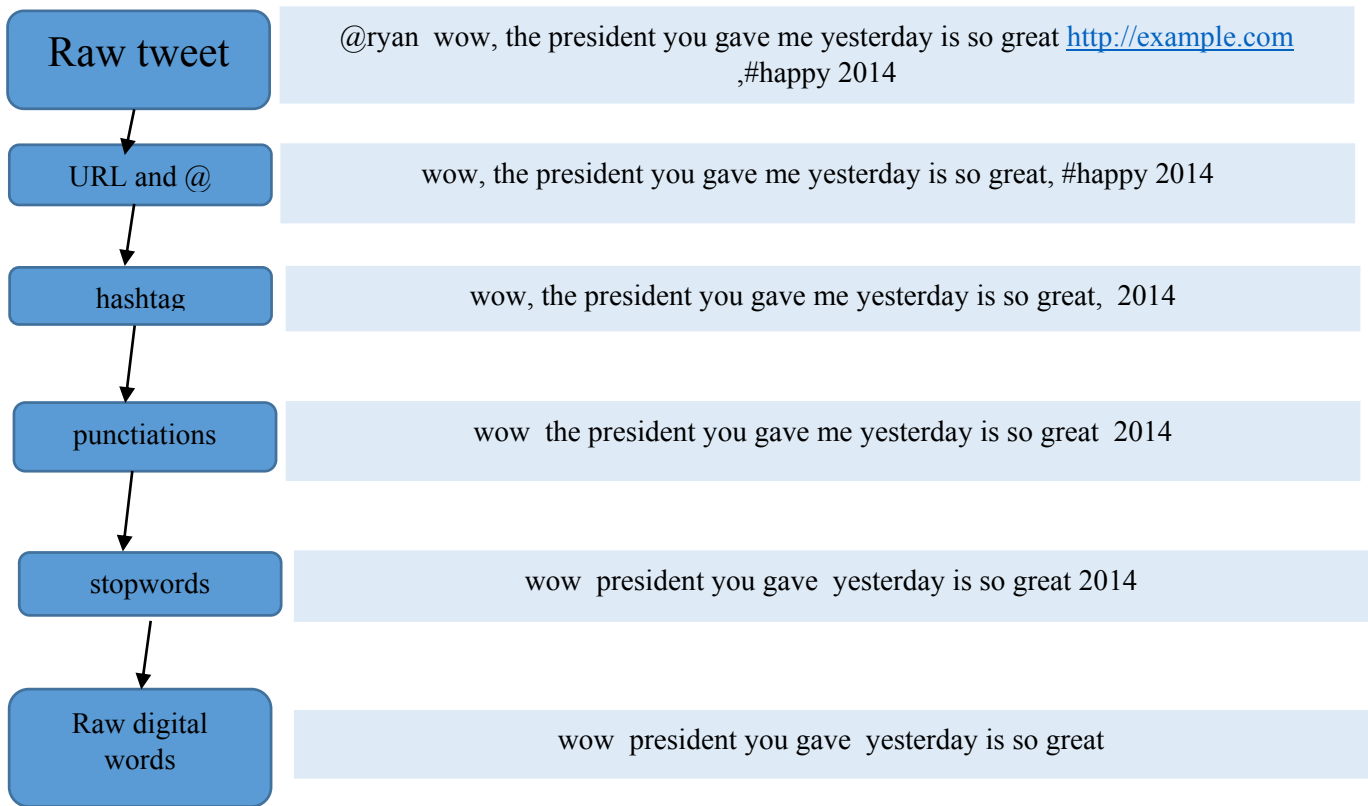 Raw tweet
@ryan wow, the president you gave me yesterday is so great http://example.com
,#happy 2014
URL and @
wow, the president you gave me yesterday is so great, #happy 2014
hashtag
wow, the president you gave me yesterday is so great, 2014
punctiations
wow the president you gave me yesterday is so great 2014
stopwords
wow president you gave yesterday is so great 2014
Raw digital
words
wow president you gave yesterday is so great